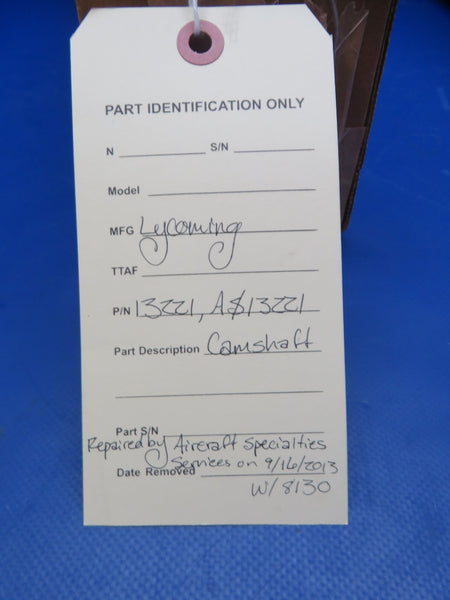 PART IDENTIFICATION ONLY
N S/N
Model
MFG Lycoming
TTAF
P/N 13221, AS13221
Part Description Camshaft
Part S/N
Repaired by Aircraft Specialties
Services on 9/16/2013
Date Removed
W/ 8130